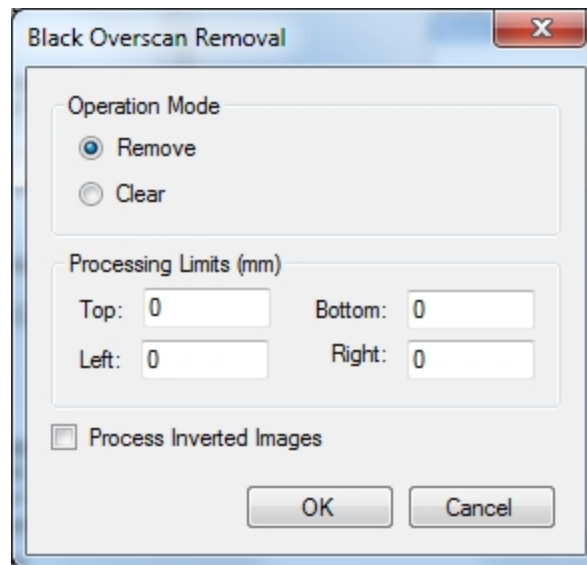 Black Overscan Removal
Operation Mode
Remove
Clear
Processing Limits (mm)
Top: 0 Bottom: 0
Left: 0 Right: 0
Process Inverted Images
OK Cancel